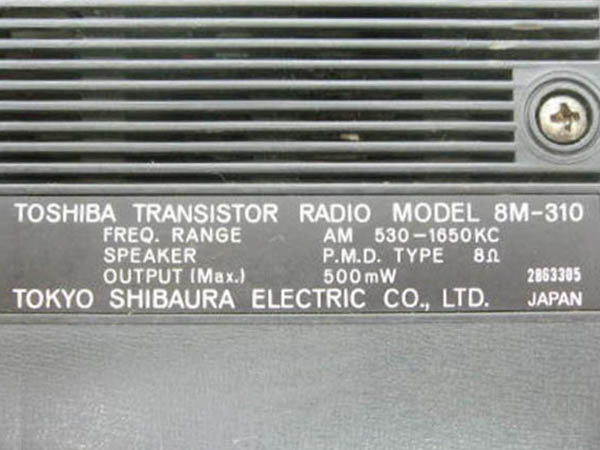 TOSHIBA TRANSISTOR RADIO MODEL 8M-310
FREQ. RANGE AM 530-1650KC
SPEAKER P.M.D. TYPE 8Ω
OUTPUT (Max.) 500mW 2863305
TOKYO SHIBAURA ELECTRIC CO., LTD. JAPAN